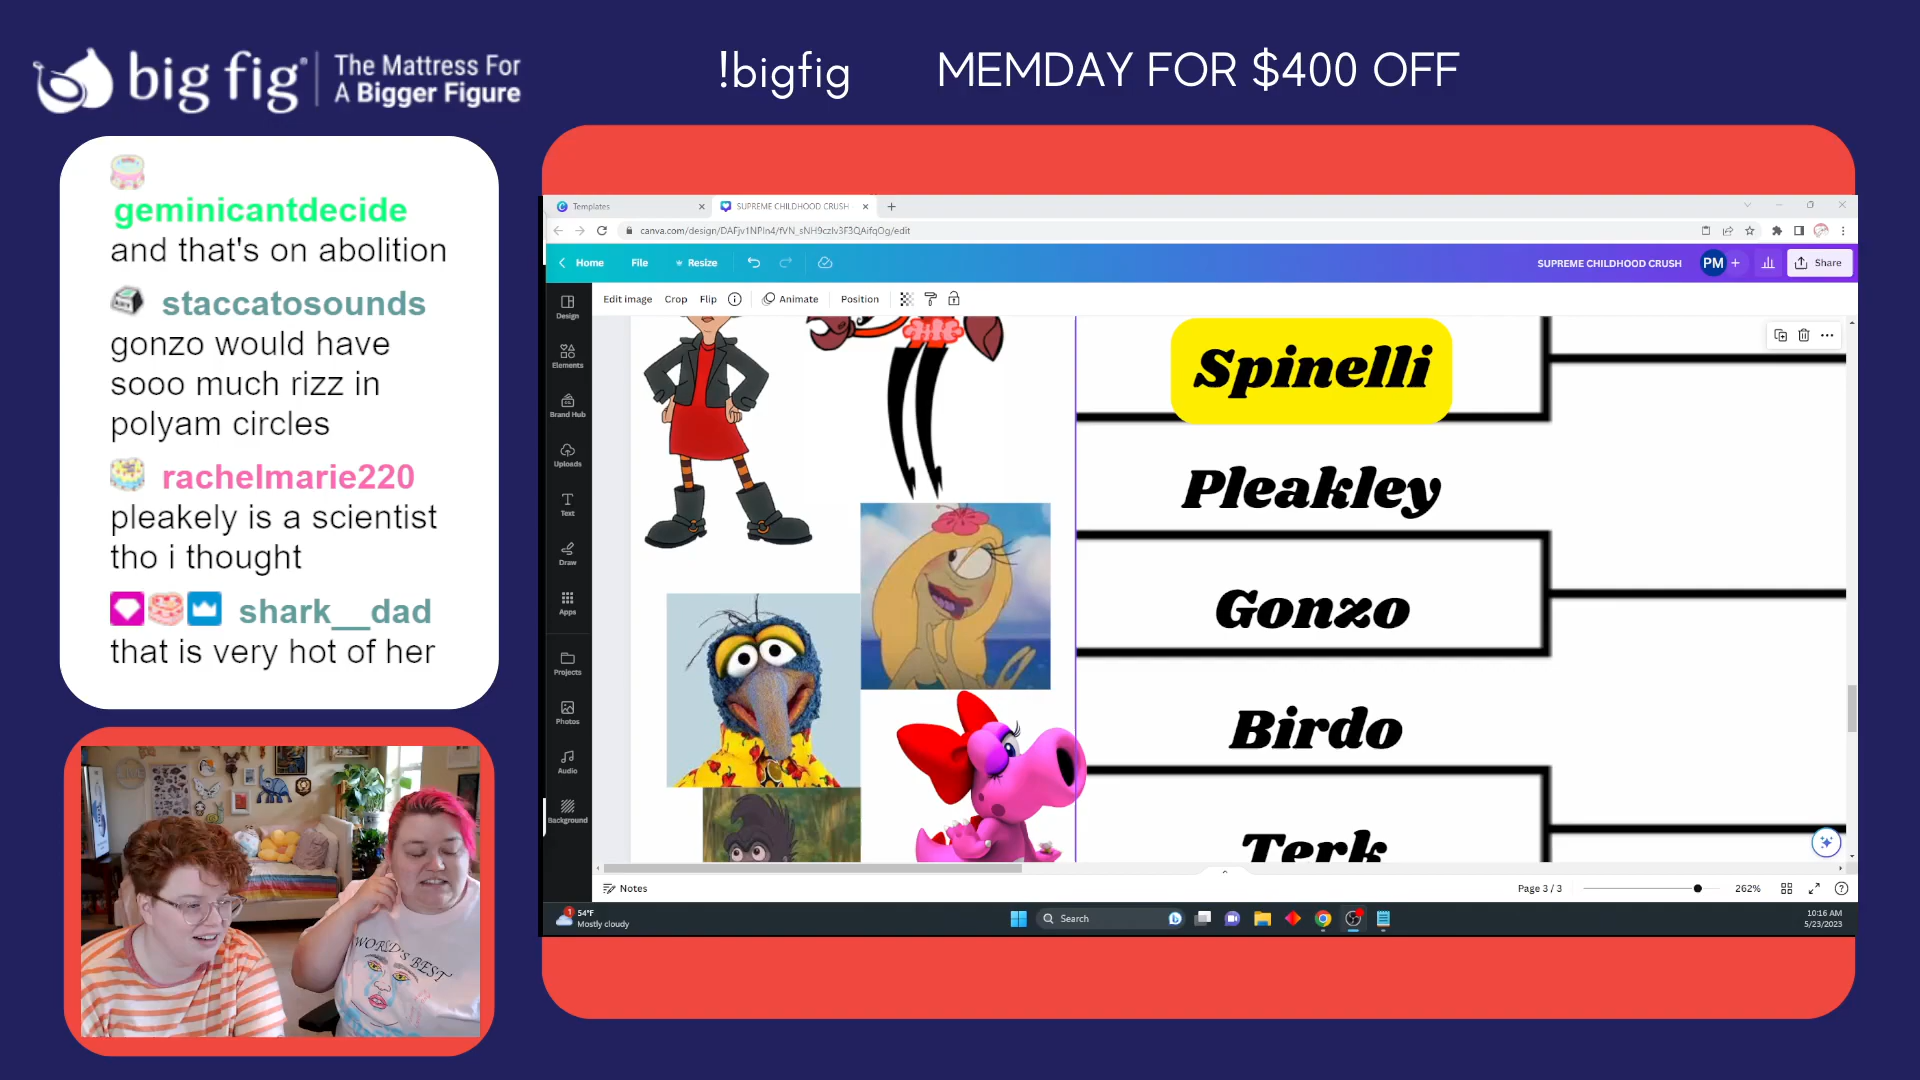 big fig® | The Mattress For
A Bigger Figure
!bigfig
MEMDAY FOR $400 OFF
geminicantdecide
and that's on abolition
staccatosounds
gonzo would have
sooo much rizz in
polyam circles
rachelmarie220
pleakely is a scientist
tho i thought
shark__dad
that is very hot of her
WORLD'S BEST
Templates
SUPREME CHILDHOOD CRUSH
canva.com/design/DAFjv1NPln4/fVN_sNH9czlv3F3QAifqOg/edit
Home
File
Resize
SUPREME CHILDHOOD CRUSH
PM
Share
Edit image
Crop
Flip
Animate
Position
Design
Elements
Brand Hub
Uploads
Text
Draw
Apps
Projects
Photos
Audio
Background
Spinelli
Pleakley
Gonzo
Birdo
Terk
Notes
Page 3 / 3
262%
1
54°F
Mostly cloudy
Search
10:16 AM
5/23/2023